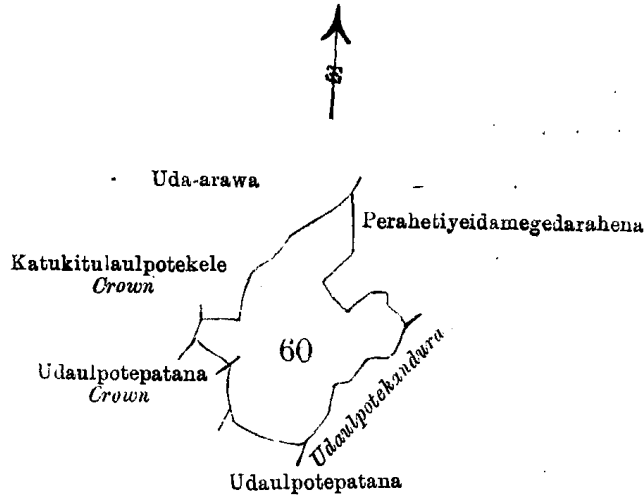 Uda-arawa
Perahetiyeidamegedarahena
Katukitulaulpotekele
Crown
60
Udaulpotepatana
Crown
Udaulpotekandura
Udaulpotepatana